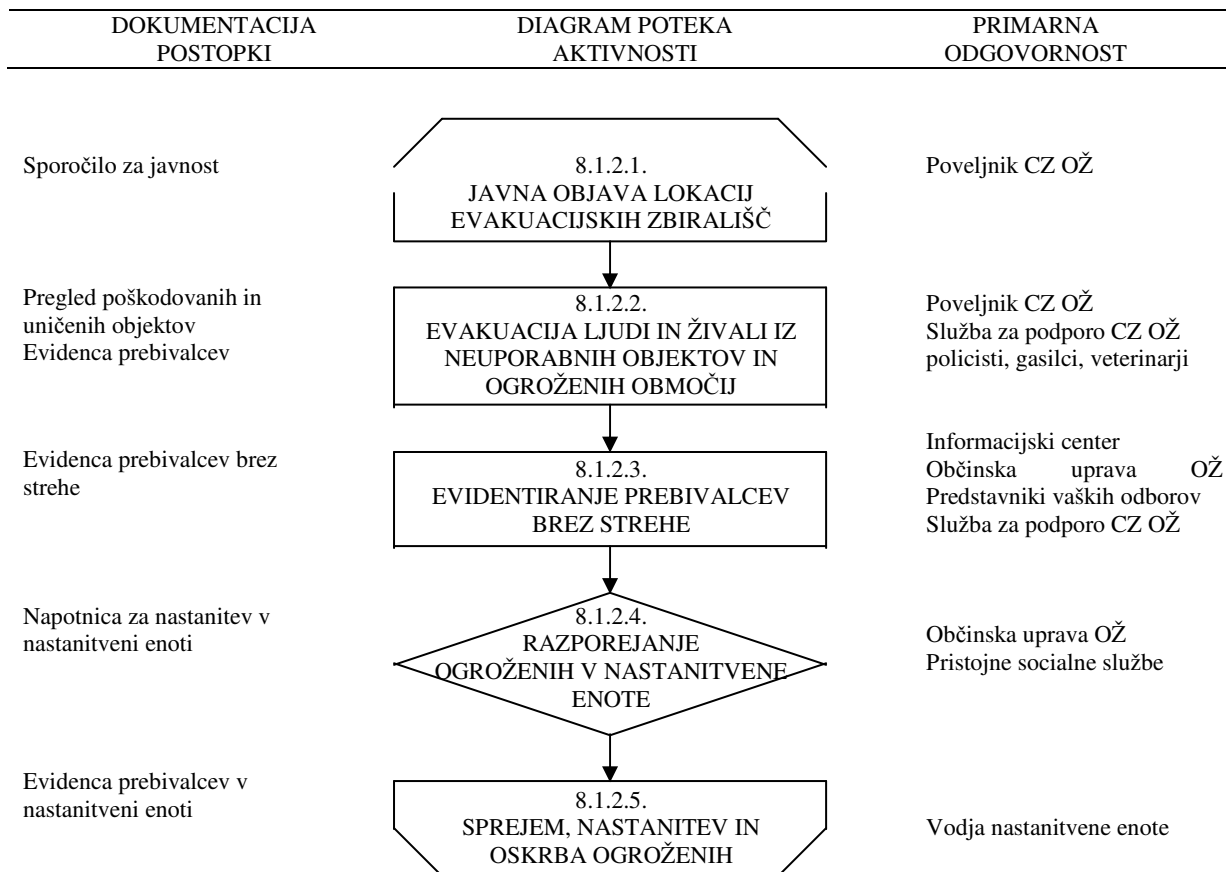 DOKUMENTACIJA
POSTOPKI
DIAGRAM POTEKA
AKTIVNOSTI
PRIMARNA
ODGOVORNOST
Sporočilo za javnost
8.1.2.1.
JAVNA OBJAVA LOKACIJ
EVAKUACIJSKIH ZBIRALIŠČ
Poveljnik CZ OŽ
Pregled poškodovanih in
uničenih objektov
Evidenca prebivalcev
8.1.2.2.
EVAKUACIJA LJUDI IN ŽIVALI IZ
NEUPORABNIH OBJEKTOV IN
OGROŽENIH OBMOČIJ
Poveljnik CZ OŽ
Služba za podporo CZ OŽ
policisti, gasilci, veterinarji
Evidenca prebivalcev brez
strehe
8.1.2.3.
EVIDENTIRANJE PREBIVALCEV
BREZ STREHE
Informacijski center
Občinska uprava OŽ
Predstavniki vaških odborov
Služba za podporo CZ OŽ
Napotnica za nastanitev v
nastanitveni enoti
8.1.2.4.
RAZPOREJANJE
OGROŽENIH V NASTANITVENE
ENOTE
Občinska uprava OŽ
Pristojne socialne službe
Evidenca prebivalcev v
nastanitveni enoti
8.1.2.5.
SPREJEM, NASTANITEV IN
OSKRBA OGROŽENIH
Vodja nastanitvene enote